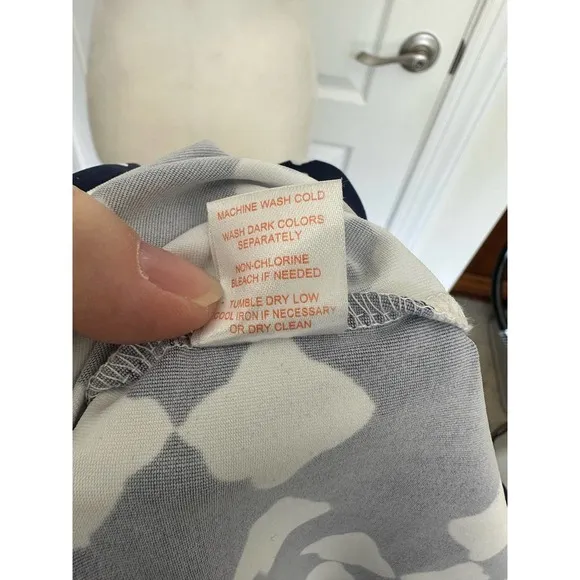 MACHINE WASH COLD
WASH DARK COLORS
SEPARATELY
NON-CHLORINE
BLEACH IF NEEDED
TUMBLE DRY LOW
COOL IRON IF NECESSARY
OR DRY CLEAN